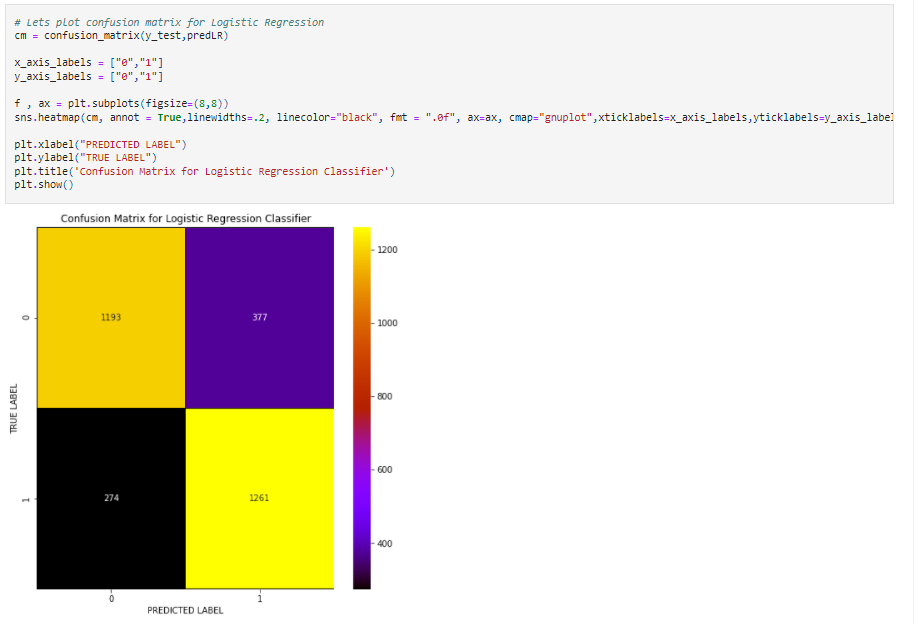 # Lets plot confusion matrix for Logistic Regression
cm = confusion_matrix(y_test,predLR)
x_axis_labels = ["0","1"]
y_axis_labels = ["0","1"]
f , ax = plt.subplots(figsize=(8,8))
sns.heatmap(cm, annot = True,linewidths=.2, linecolor="black", fmt = ".0f", ax=ax, cmap="gnuplot",xticklabels=x_axis_labels,yticklabels=y_axis_label
plt.xlabel("PREDICTED LABEL")
plt.ylabel("TRUE LABEL")
plt.title('Confusion Matrix for Logistic Regression Classifier')
plt.show()
Confusion Matrix for Logistic Regression Classifier
1200
1000
800
600
400
TRUE LABEL
0
1193
377
1
274
1261
0
1
PREDICTED LABEL